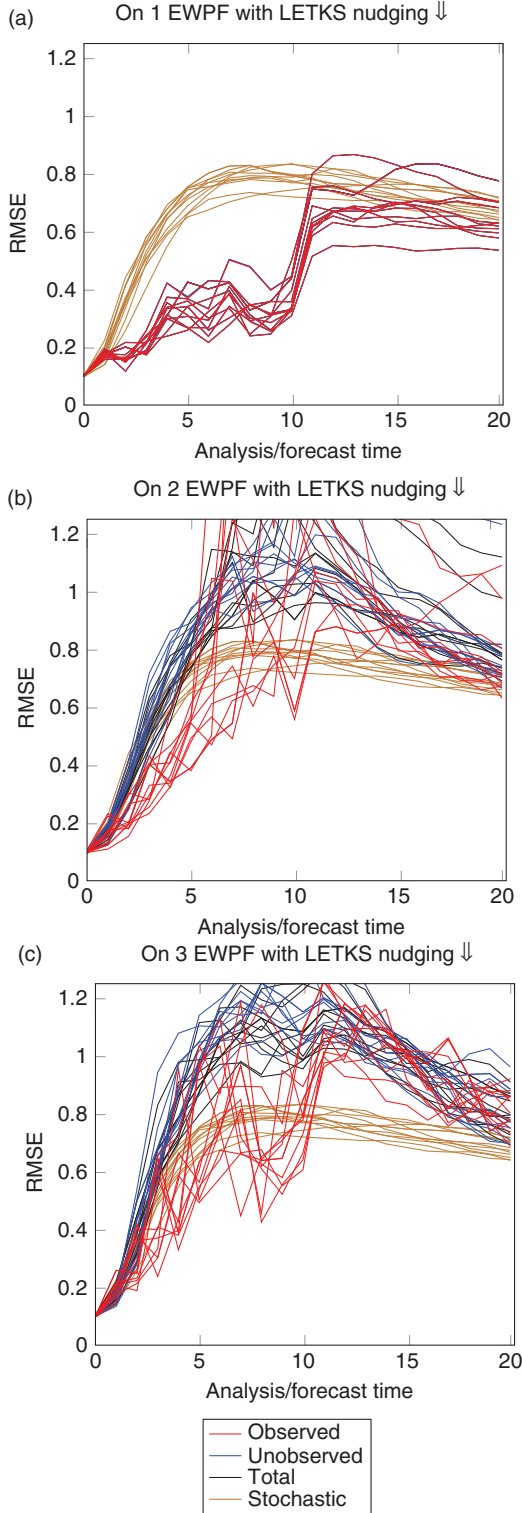 (a)
On 1 EWPF with LETKS nudging ⇓
1.2
1
0.8
0.6
0.4
0.2
0
RMSE
0 5 10 15 20
Analysis/forecast time
(b)
On 2 EWPF with LETKS nudging ⇓
1.2
1
0.8
0.6
0.4
0.2
0
RMSE
0 5 10 15 20
Analysis/forecast time
(c)
On 3 EWPF with LETKS nudging ⇓
1.2
1
0.8
0.6
0.4
0.2
0
RMSE
0 5 10 15 20
Analysis/forecast time
Observed
Unobserved
Total
Stochastic